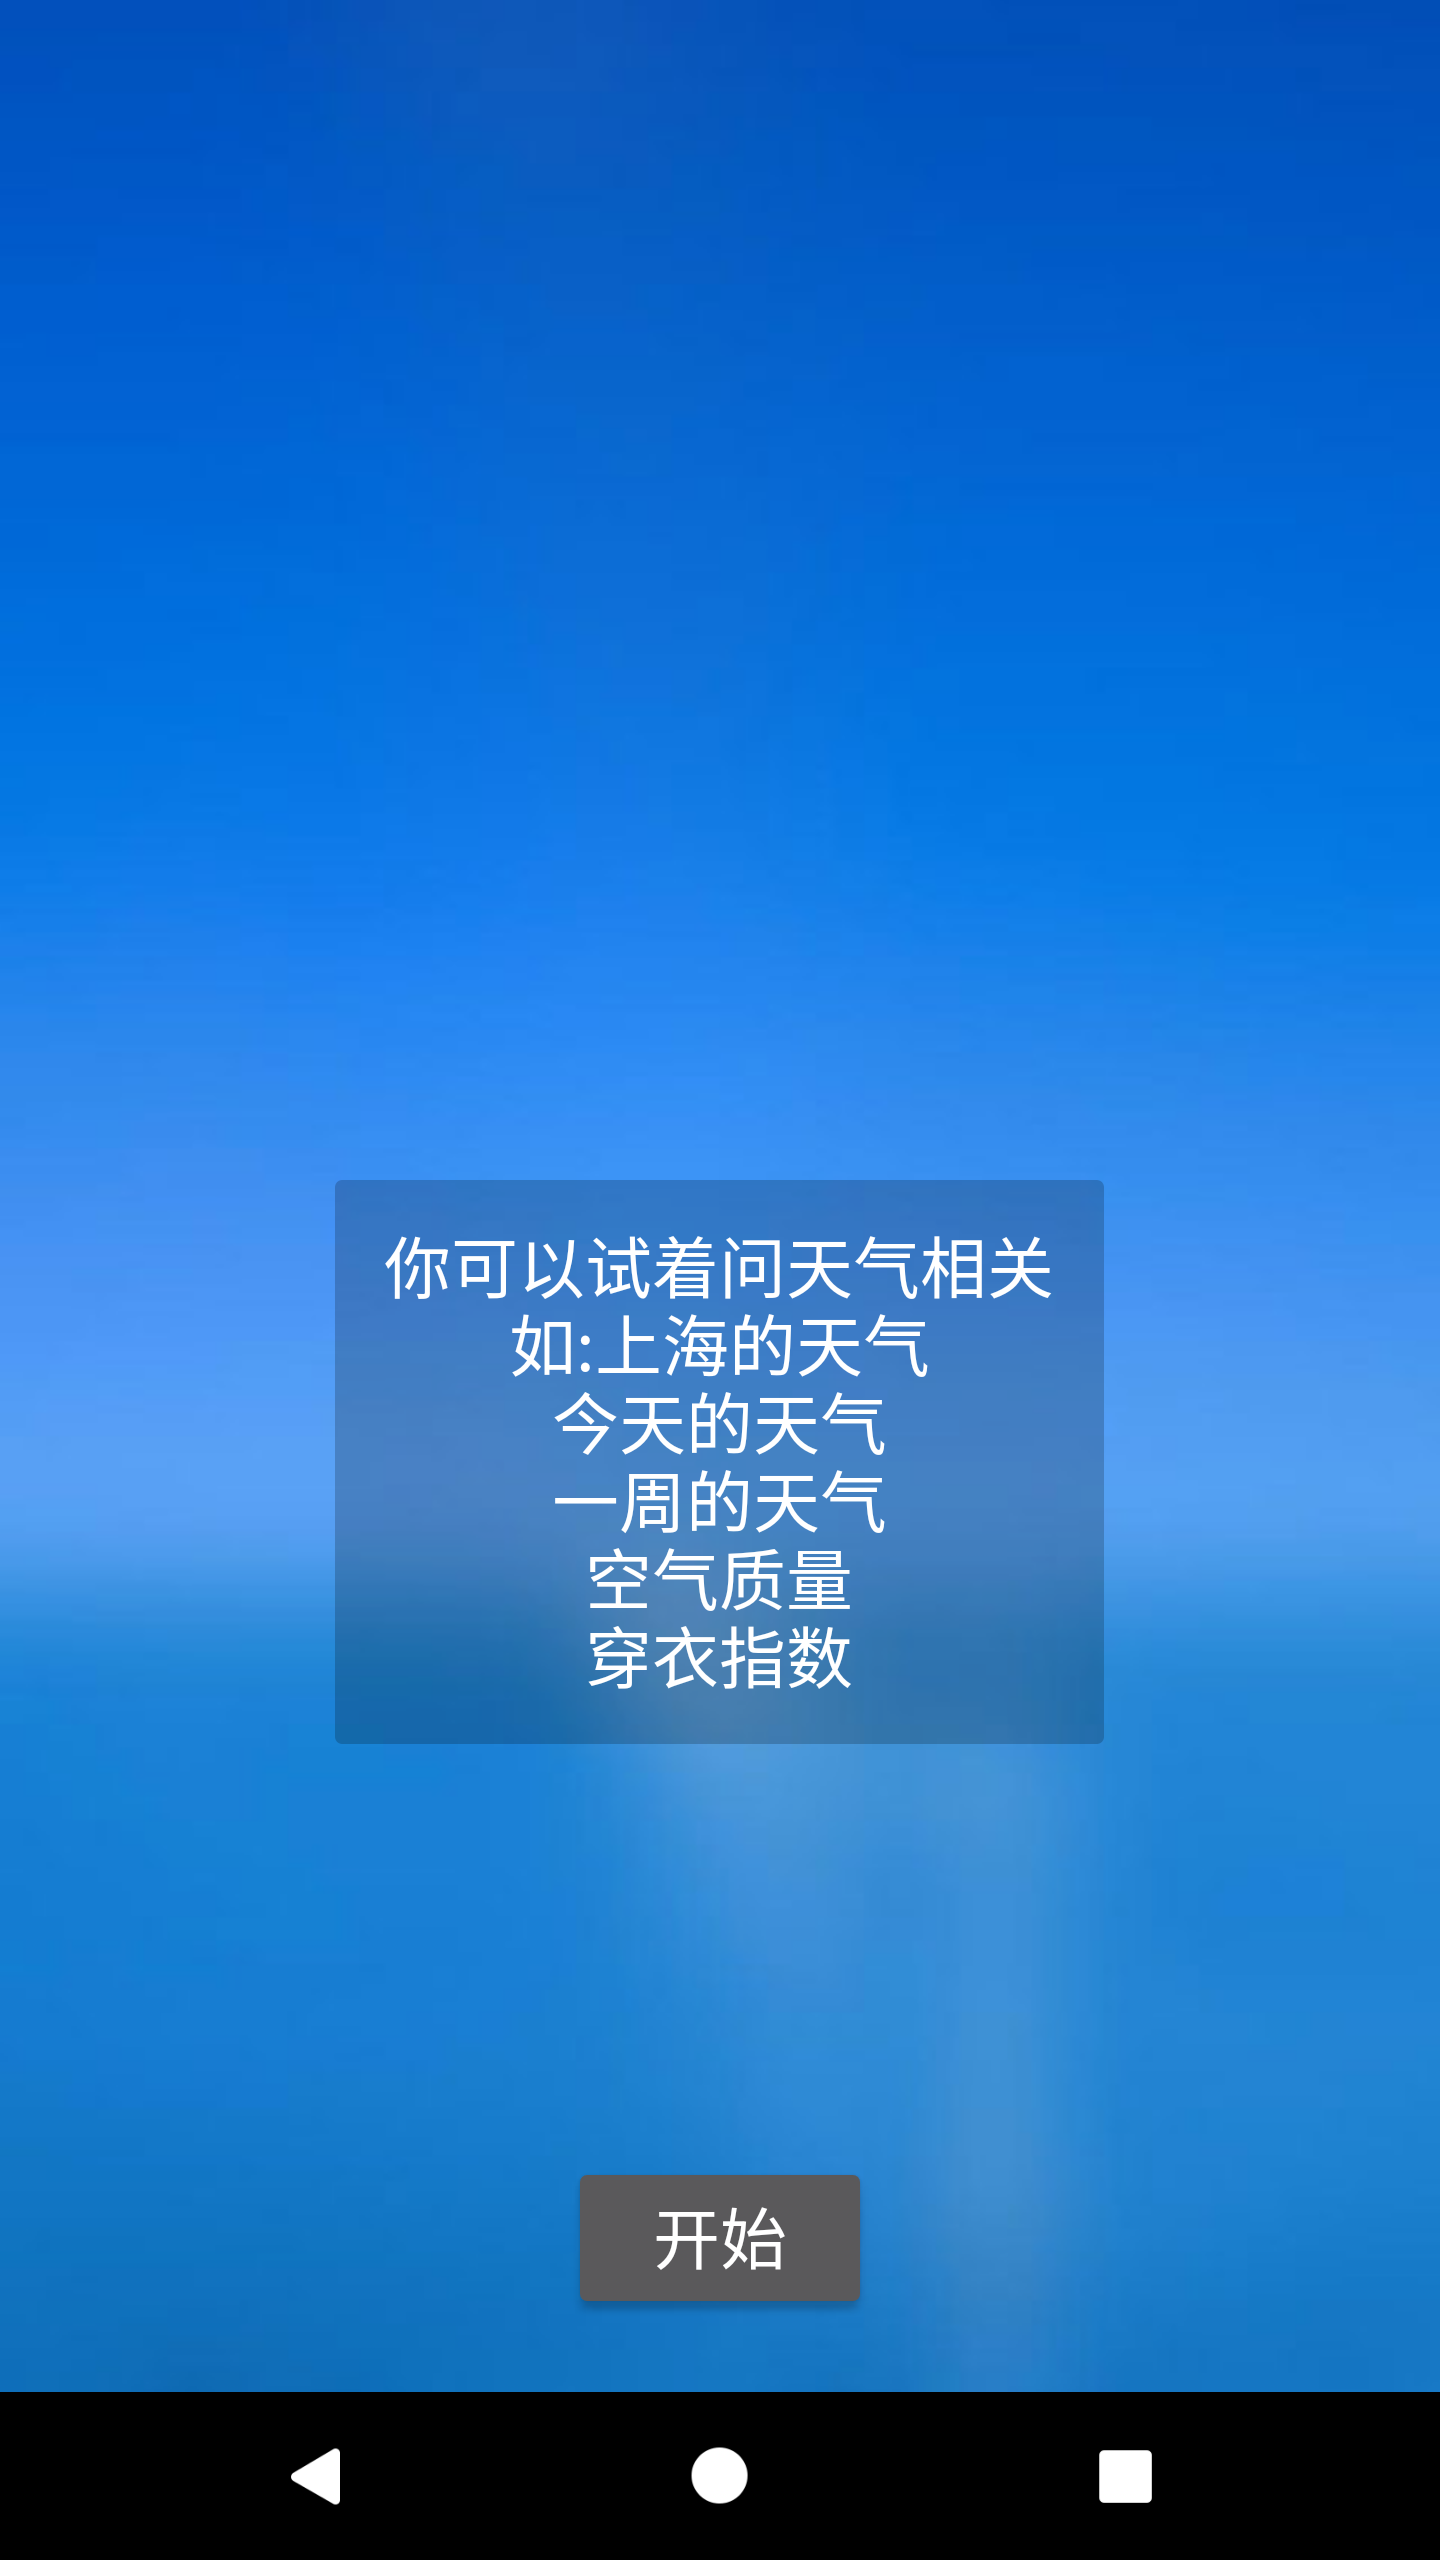 你可以试着问天气相关
如:上海的天气
今天的天气
一周的天气
空气质量
穿衣指数
开始